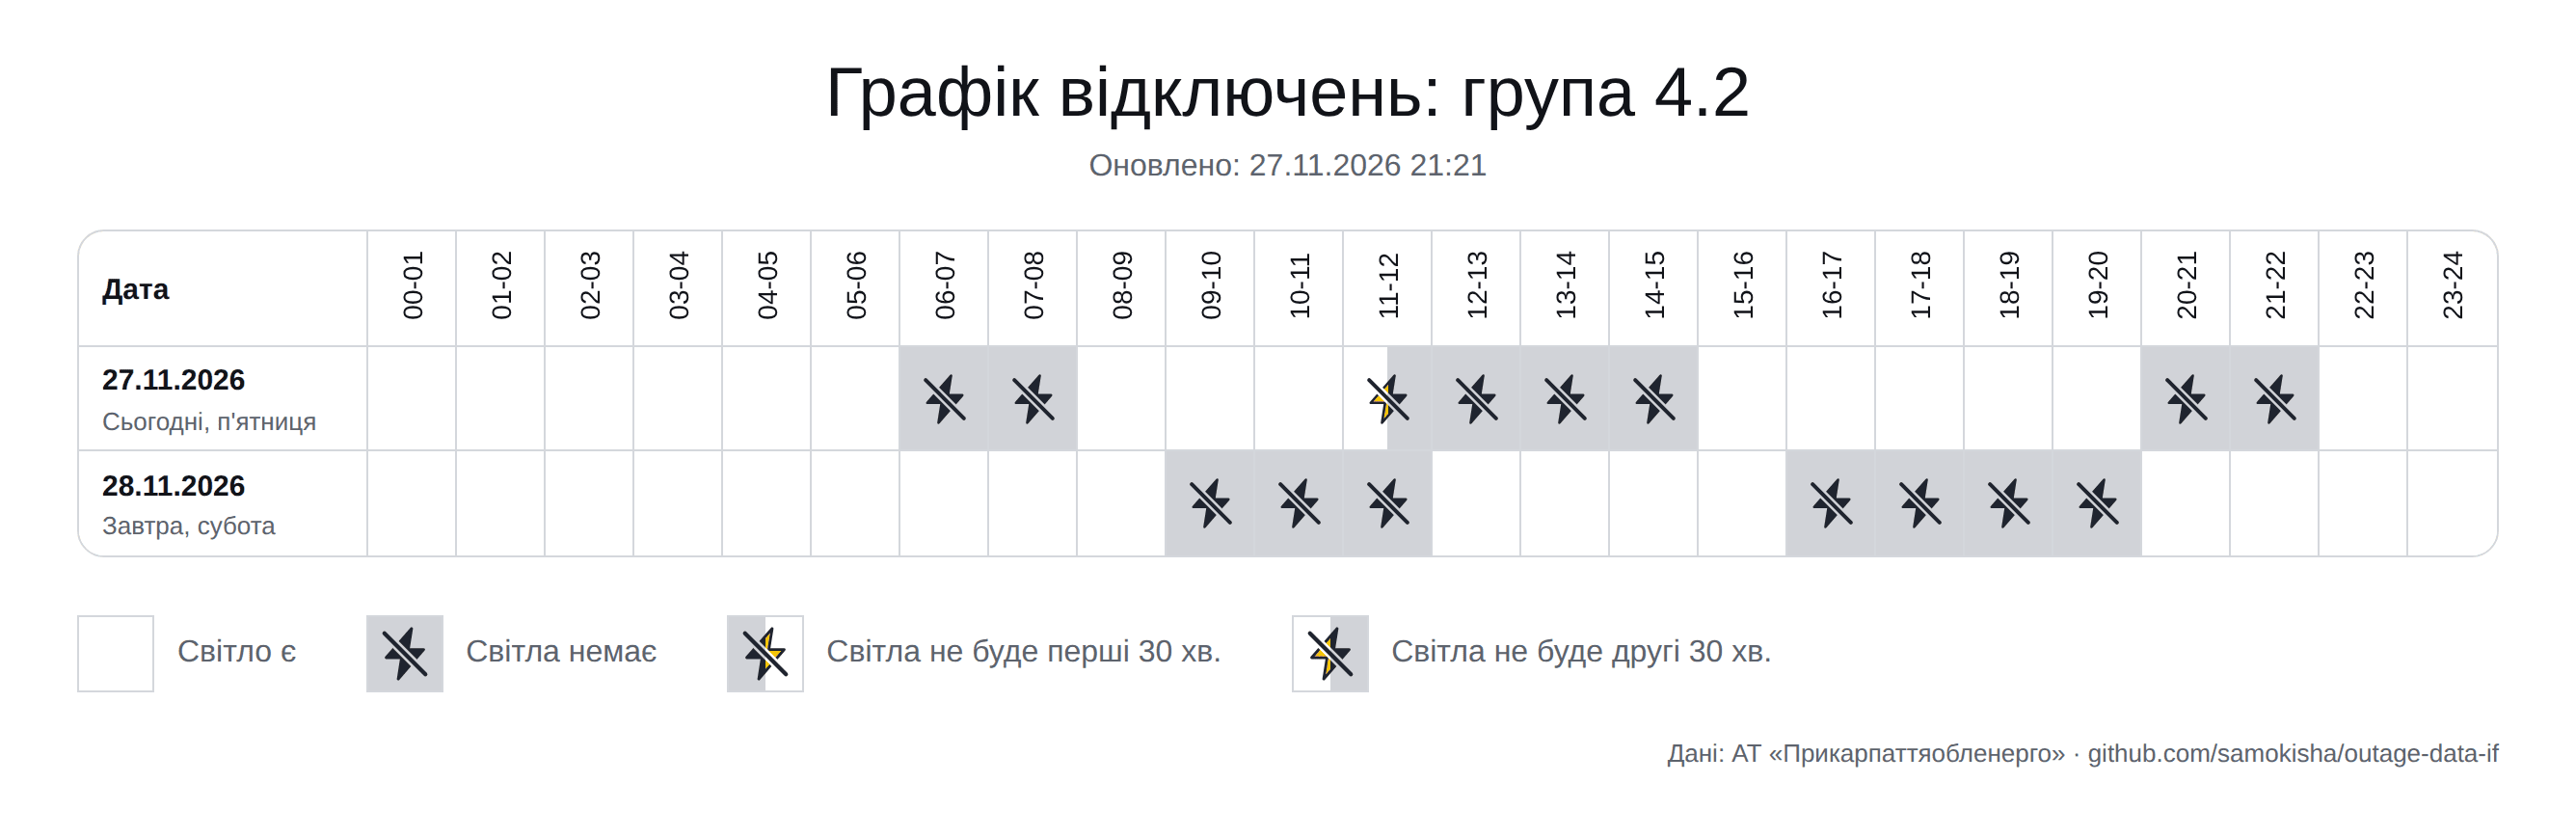 Графік відключень: група 4.2
Оновлено: 27.11.2026 21:21
Дата 00-01 01-02 02-03 03-04 04-05 05-06 06-07 07-08 08-09 09-10 10-11 11-12 12-13 13-14 14-15 15-16 16-17 17-18 18-19 19-20 20-21 21-22 22-23 23-24
27.11.2026
Сьогодні, п'ятниця
28.11.2026
Завтра, субота
Світло є Світла немає Світла не буде перші 30 хв. Світла не буде другі 30 хв.
Дані: АТ «Прикарпаттяобленерго» · github.com/samokisha/outage-data-if